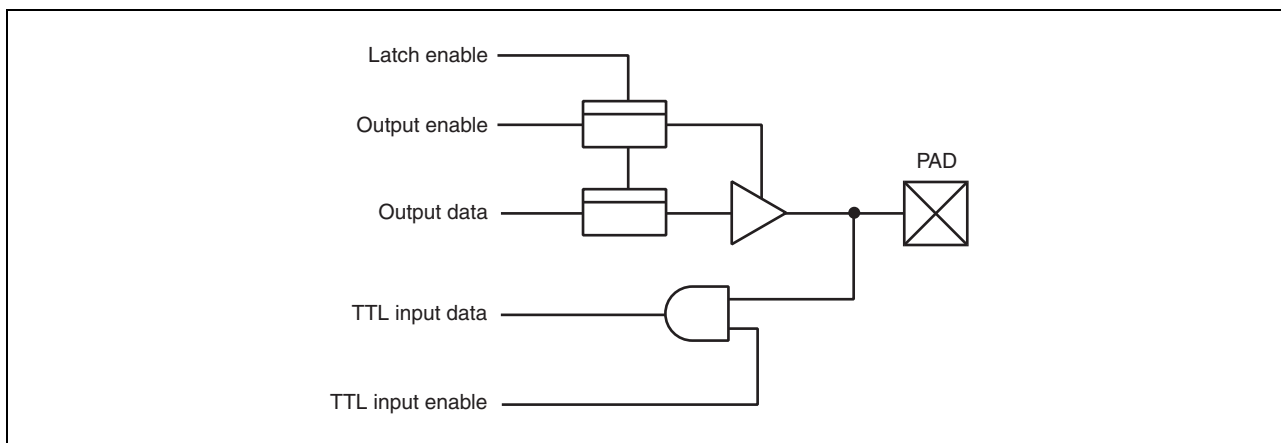 Latch enable
Output enable
PAD
Output data
TTL input data
TTL input enable